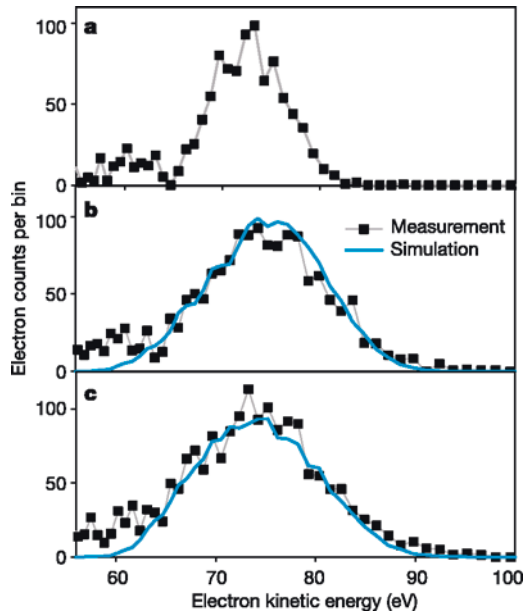 a
100
50
0
b
100
50
0
Measurement
Simulation
c
100
50
0
60
70
80
90
100
Electron counts per bin
Electron kinetic energy (eV)